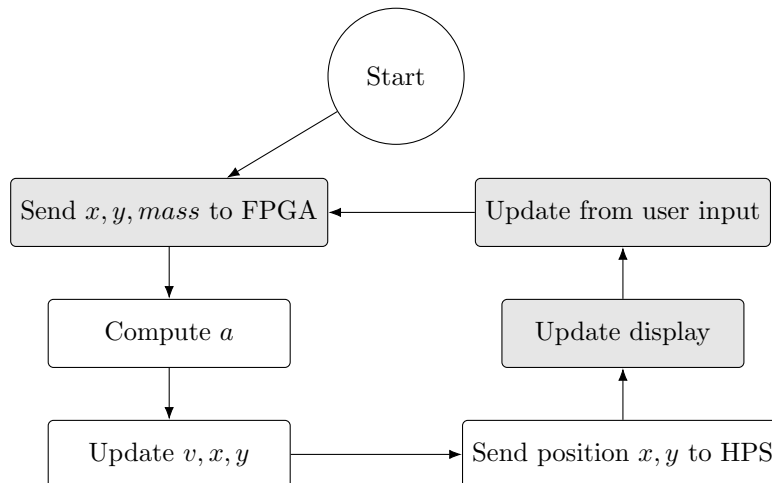 Start
Send x, y, mass to FPGA
Update from user input
Compute a
Update display
Update v, x, y
Send position x, y to HPS